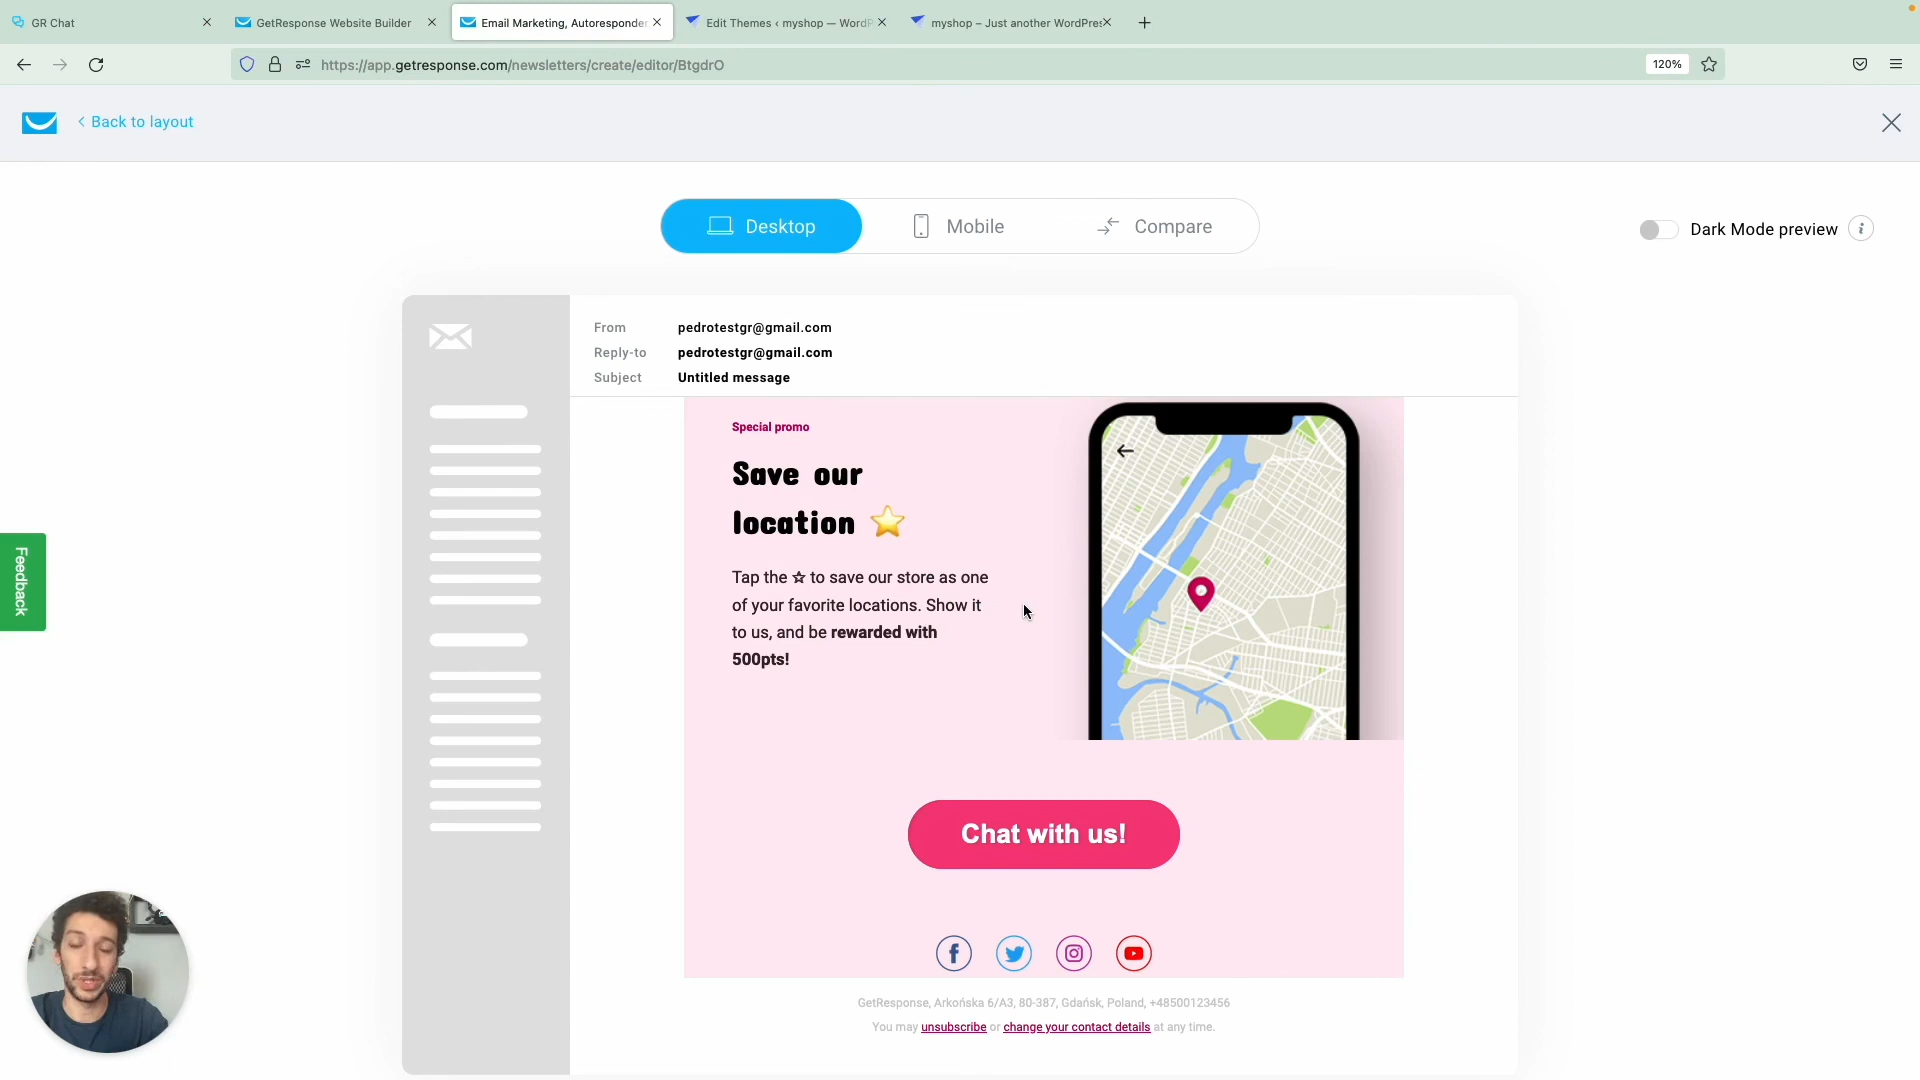 GR Chat
GetResponse Website Builder
Email Marketing, Autoresponder
Edit Themes ‹ myshop — WordP
myshop – Just another WordPres
https://app.getresponse.com/newsletters/create/editor/BtgdrO
120%
Back to layout
Desktop
Mobile
Compare
Dark Mode preview
i
From pedrotestgr@gmail.com
Reply-to pedrotestgr@gmail.com
Subject Untitled message
Special promo
Save our
location ⭐
Tap the ☆ to save our store as one
of your favorite locations. Show it
to us, and be rewarded with
500pts!
Feedback
Chat with us!
GetResponse, Arkońska 6/A3, 80-387, Gdańsk, Poland, +48500123456
You may unsubscribe or change your contact details at any time.